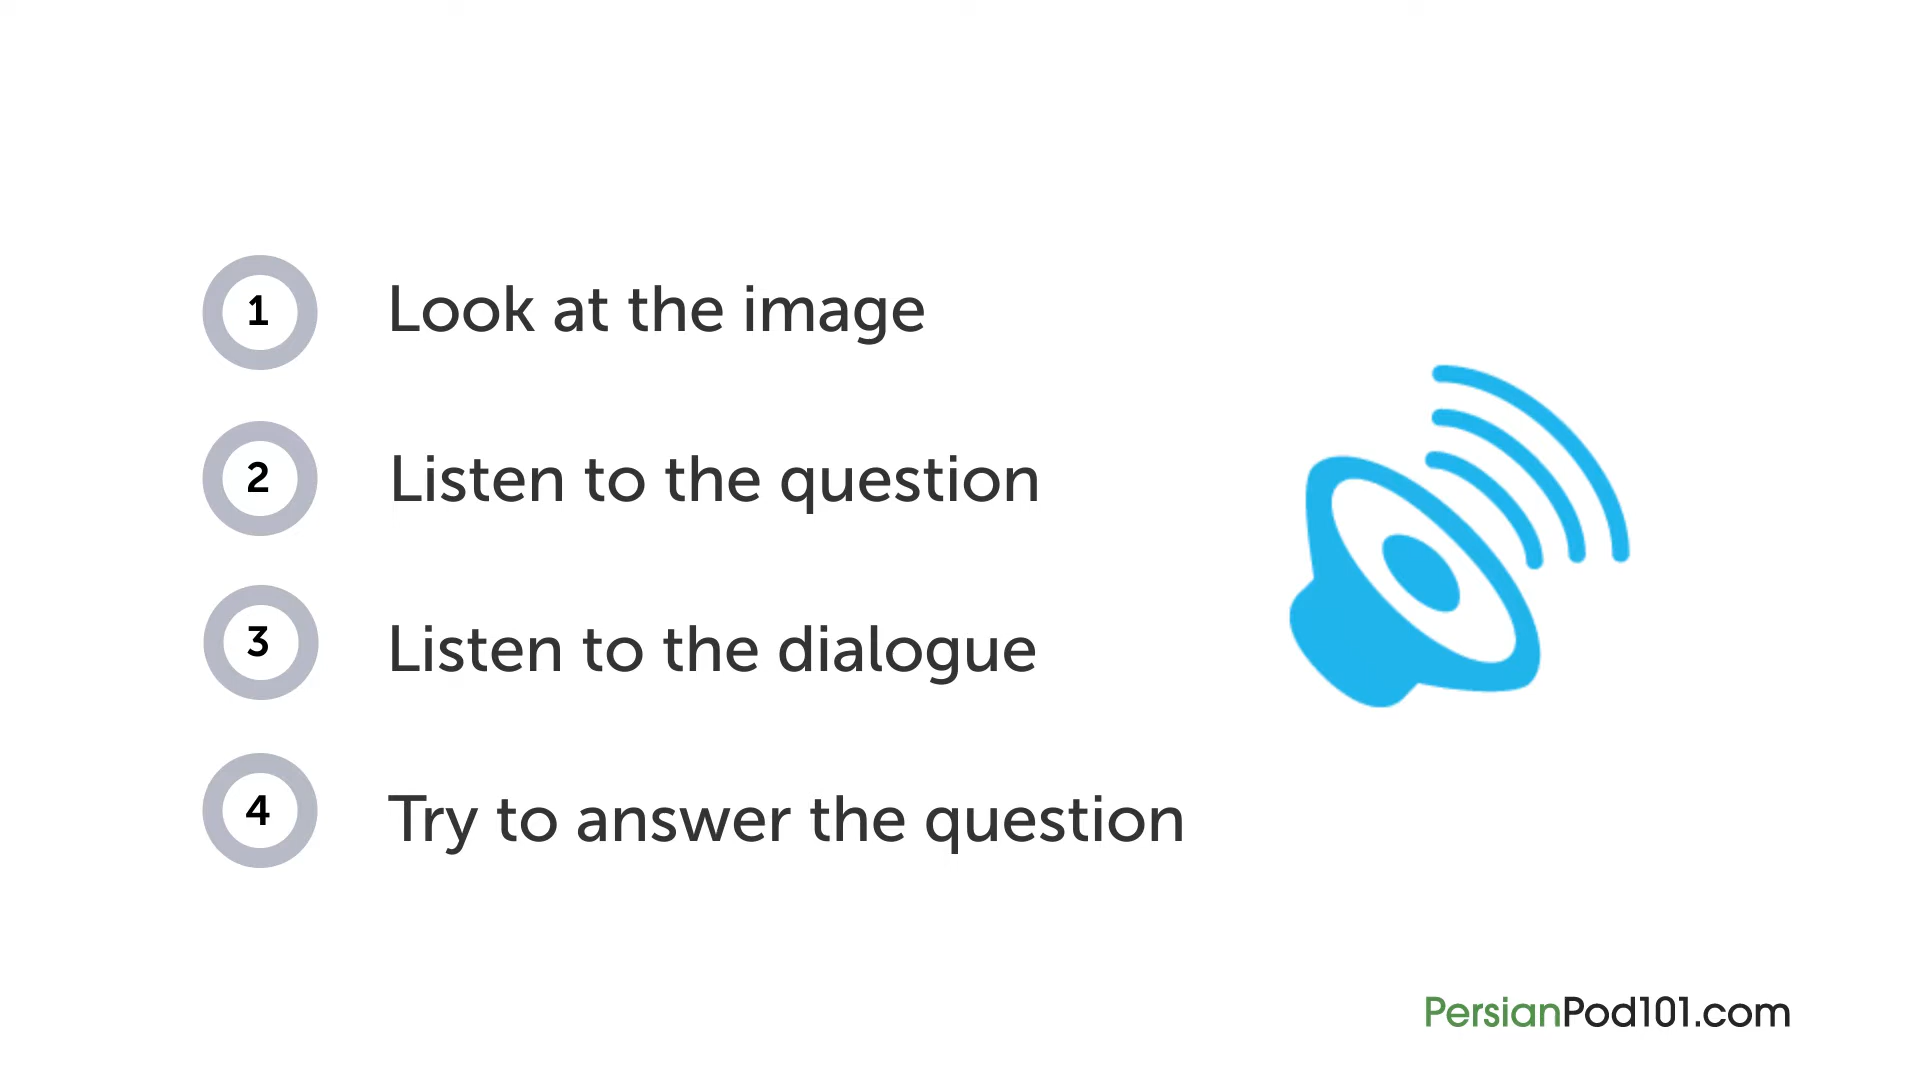 1 Look at the image
2 Listen to the question
3 Listen to the dialogue
4 Try to answer the question
PersianPod101.com